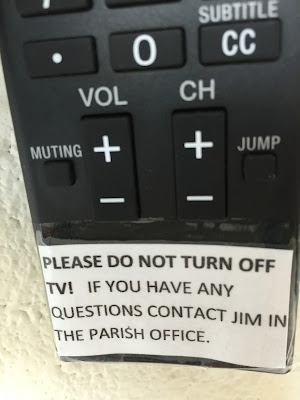 SUBTITLE
. 0 CC
VOL CH
MUTING + + JUMP
– –
PLEASE DO NOT TURN OFF
TV! IF YOU HAVE ANY
QUESTIONS CONTACT JIM IN
THE PARISH OFFICE.